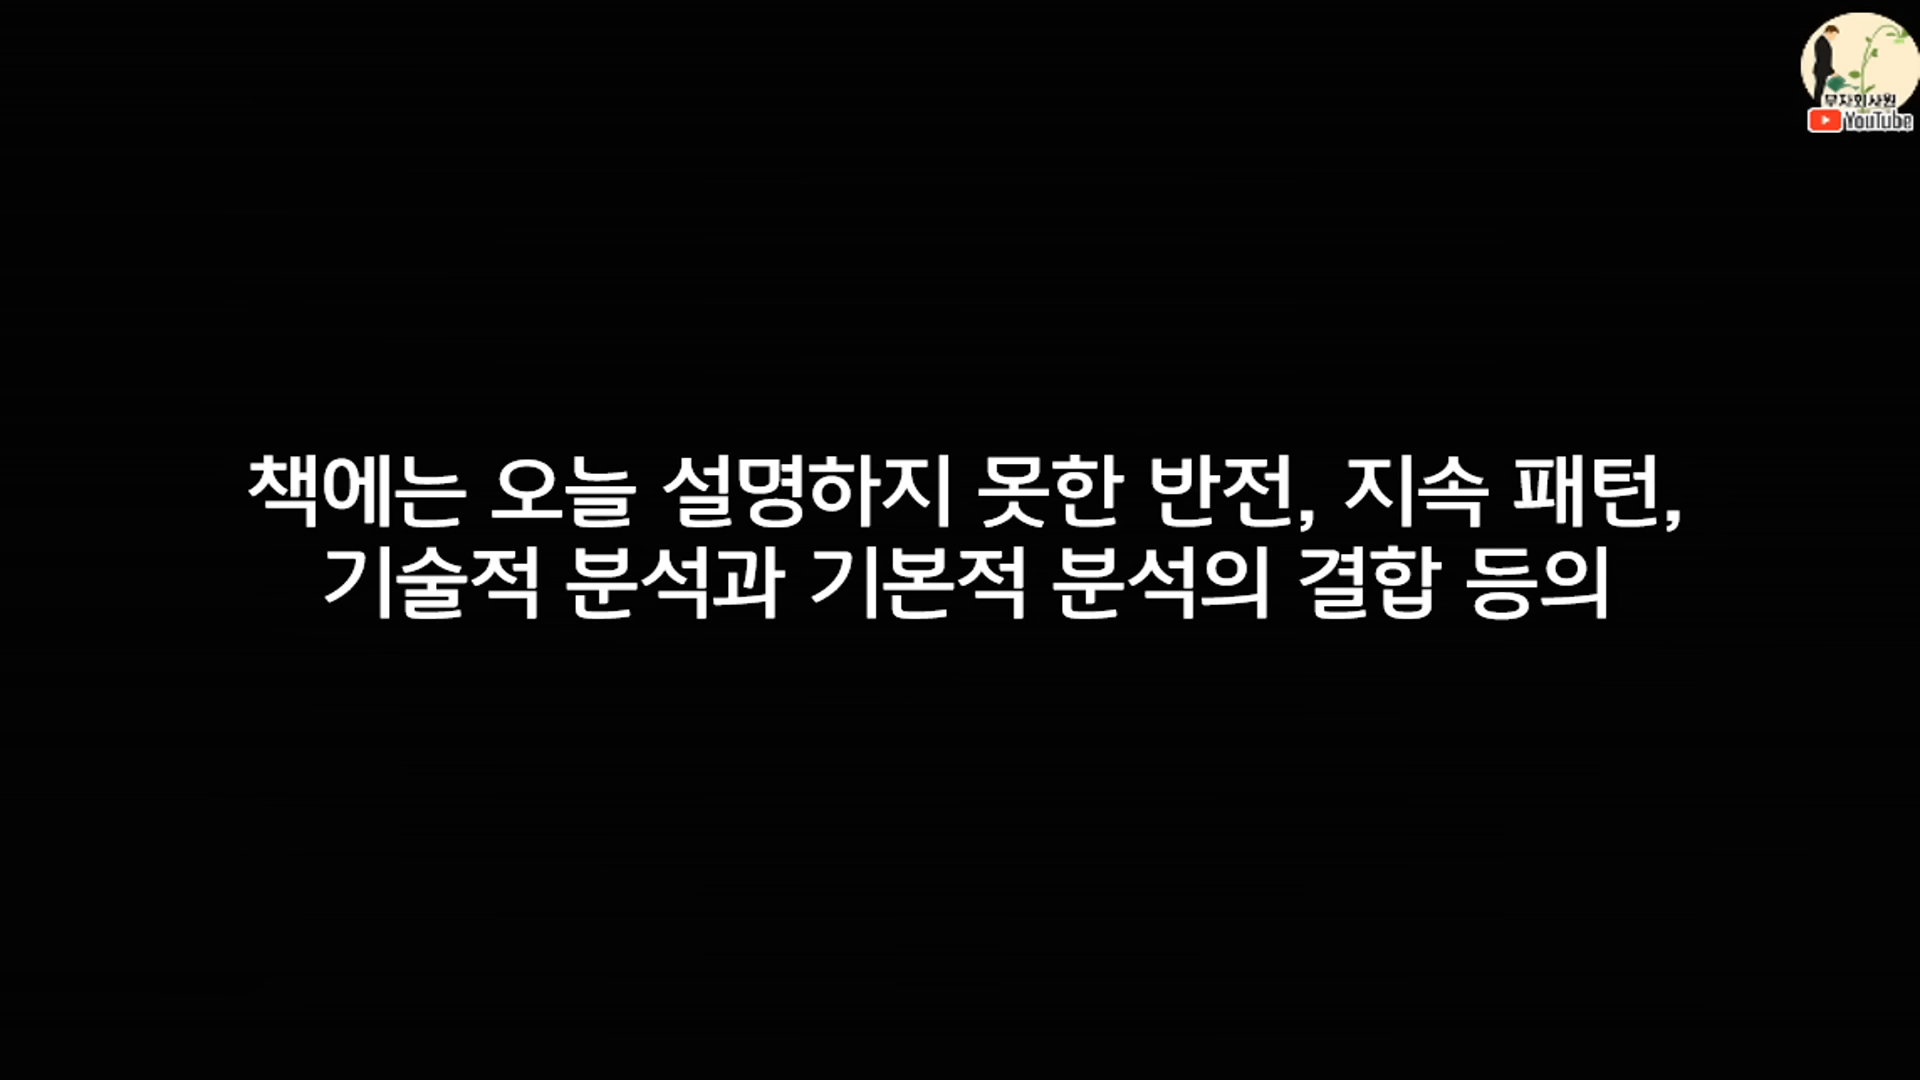 부자회사원
YouTube
책에는 오늘 설명하지 못한 반전, 지속 패턴,
기술적 분석과 기본적 분석의 결합 등의